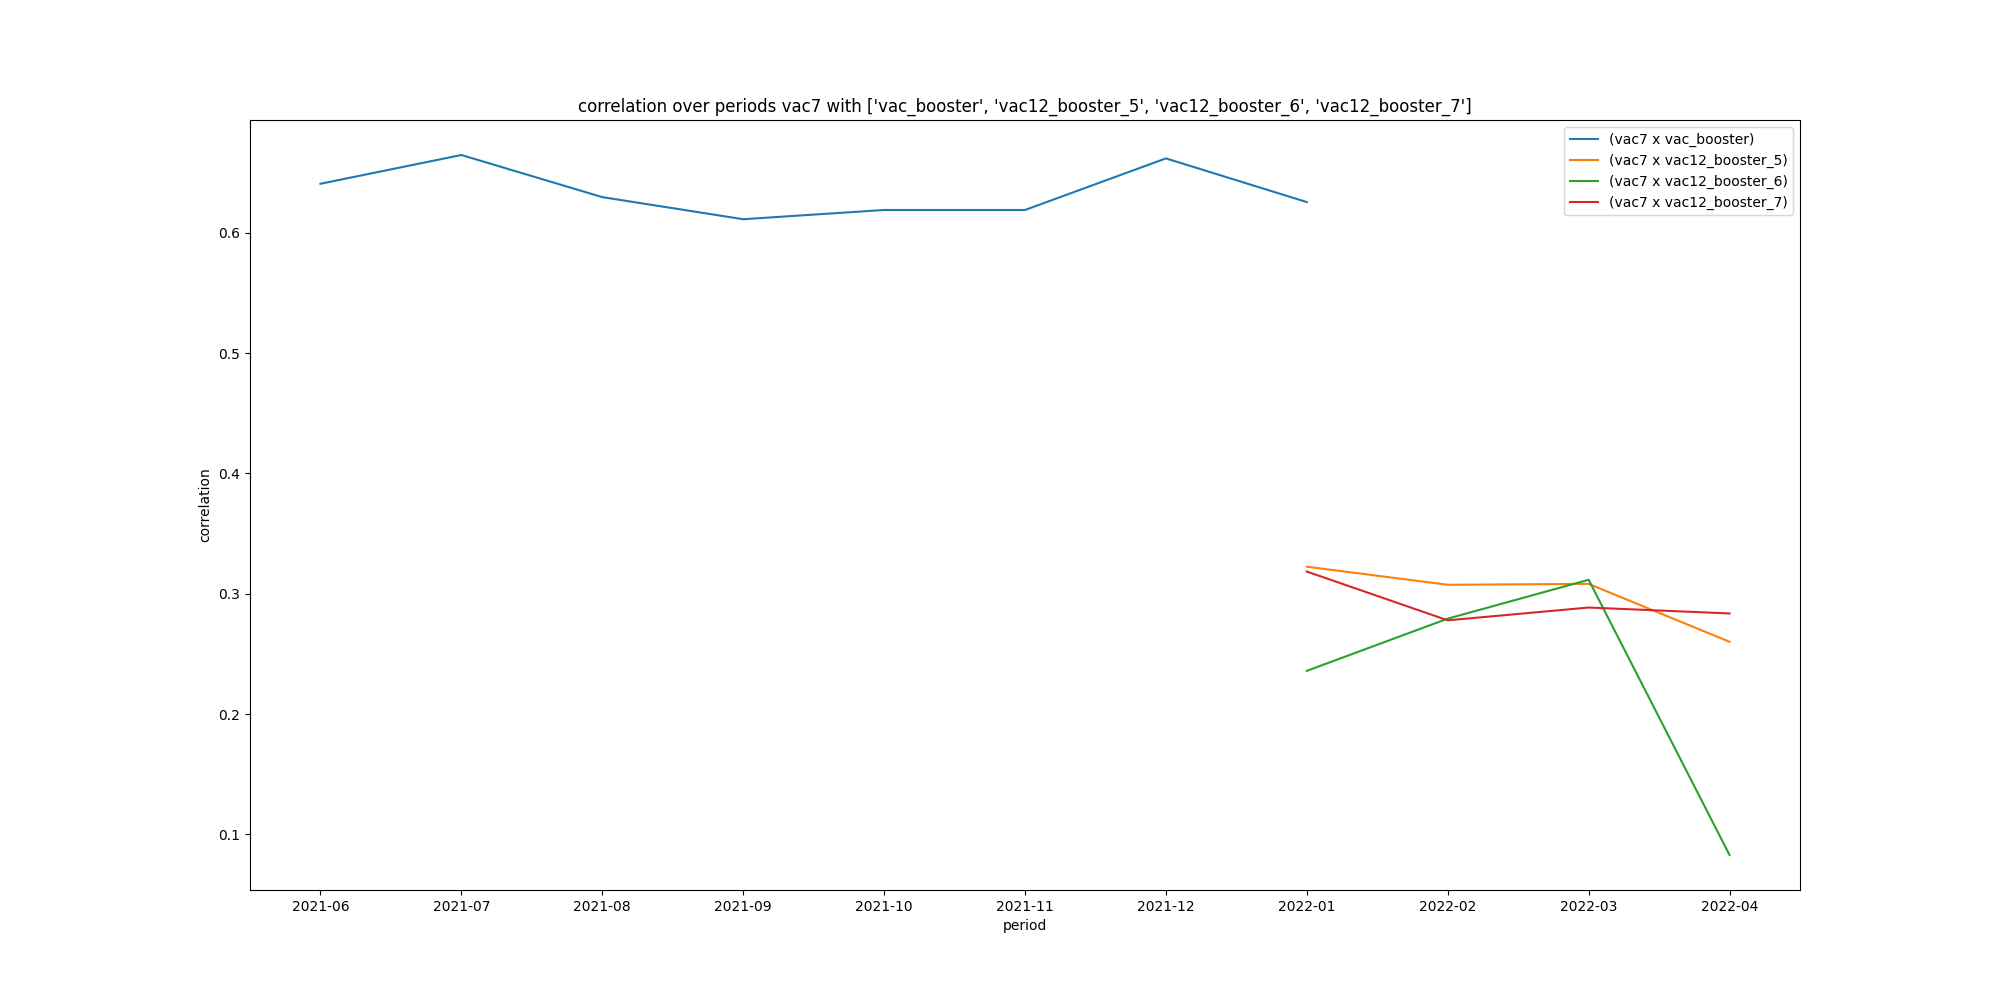 correlation over periods vac7 with ['vac_booster', 'vac12_booster_5', 'vac12_booster_6', 'vac12_booster_7']
(vac7 x vac_booster)
(vac7 x vac12_booster_5)
(vac7 x vac12_booster_6)
(vac7 x vac12_booster_7)
correlation
0.6
0.5
0.4
0.3
0.2
0.1
2021-06 2021-07 2021-08 2021-09 2021-10 2021-11 2021-12 2022-01 2022-02 2022-03 2022-04
period